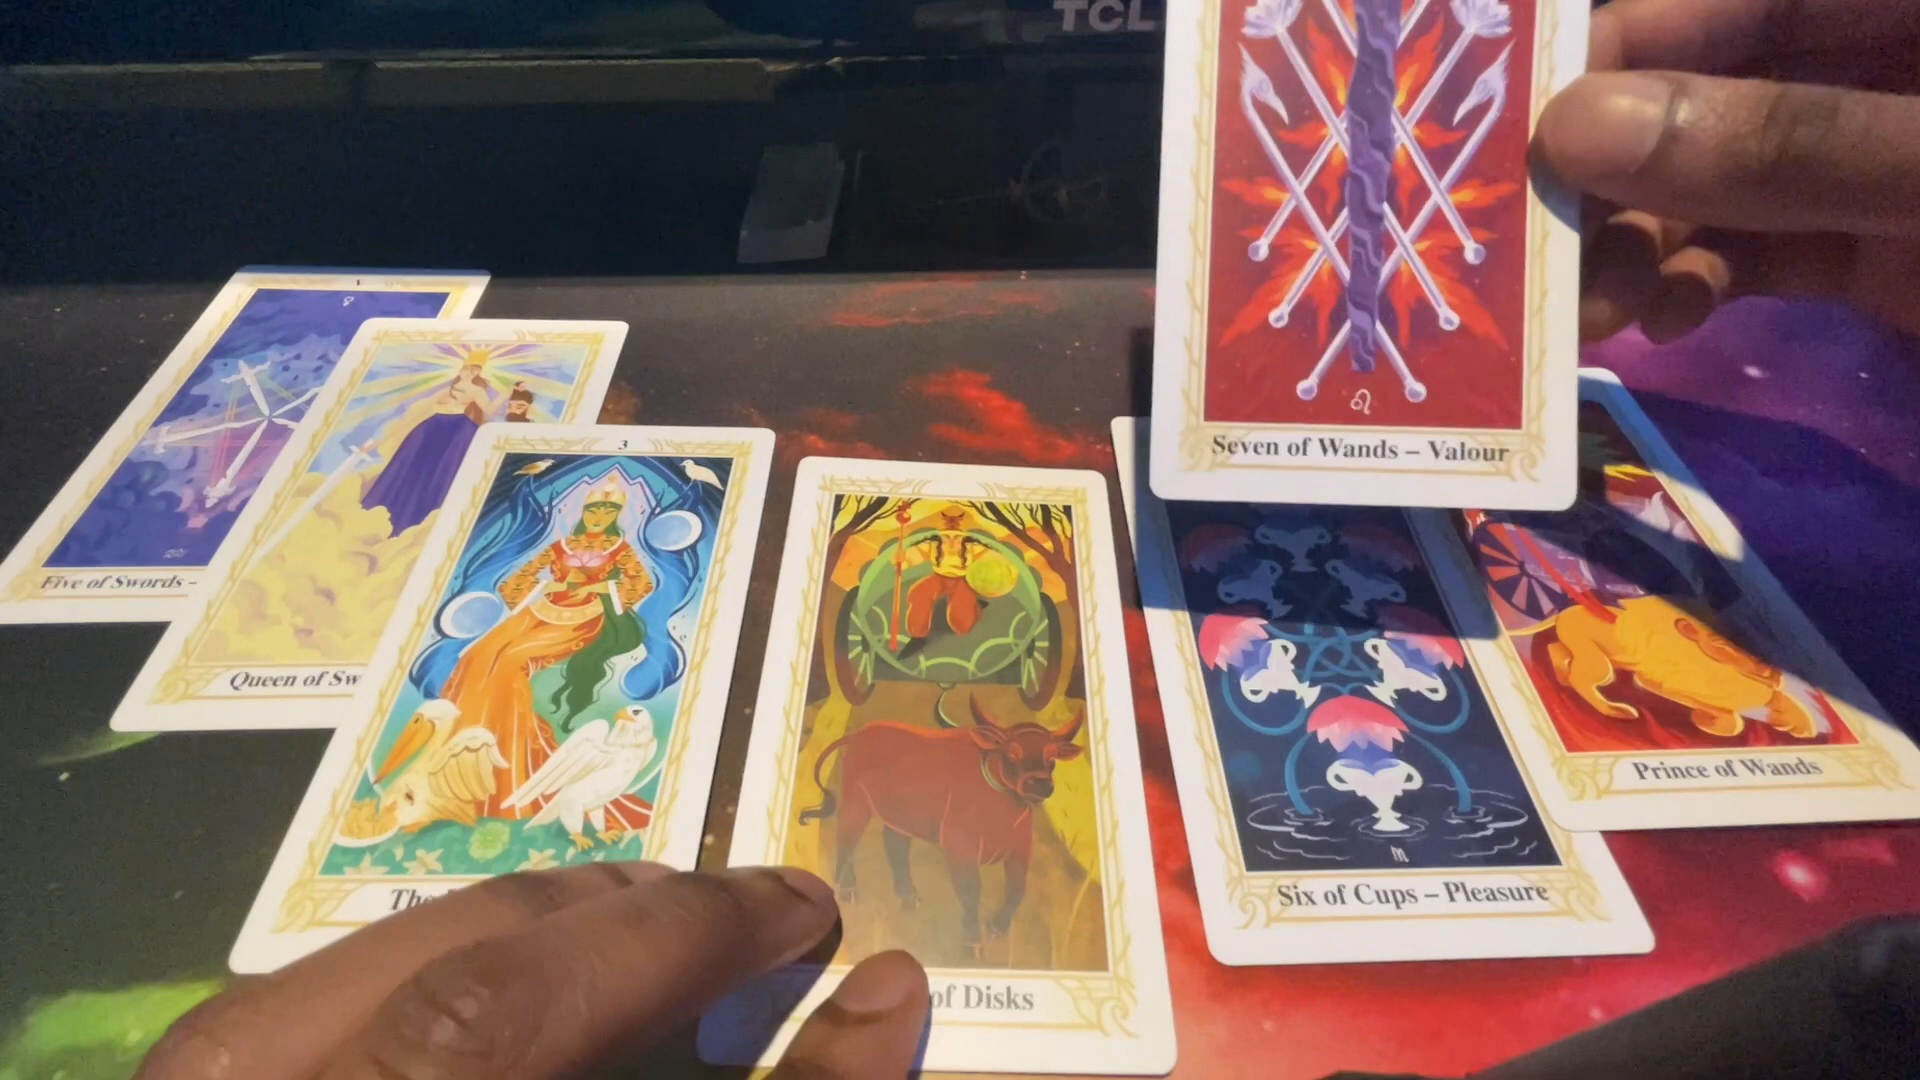 TCL
Seven of Wands – Valour
3
Five of Swords –
Queen of Sw
The
of Disks
Six of Cups – Pleasure
Prince of Wands